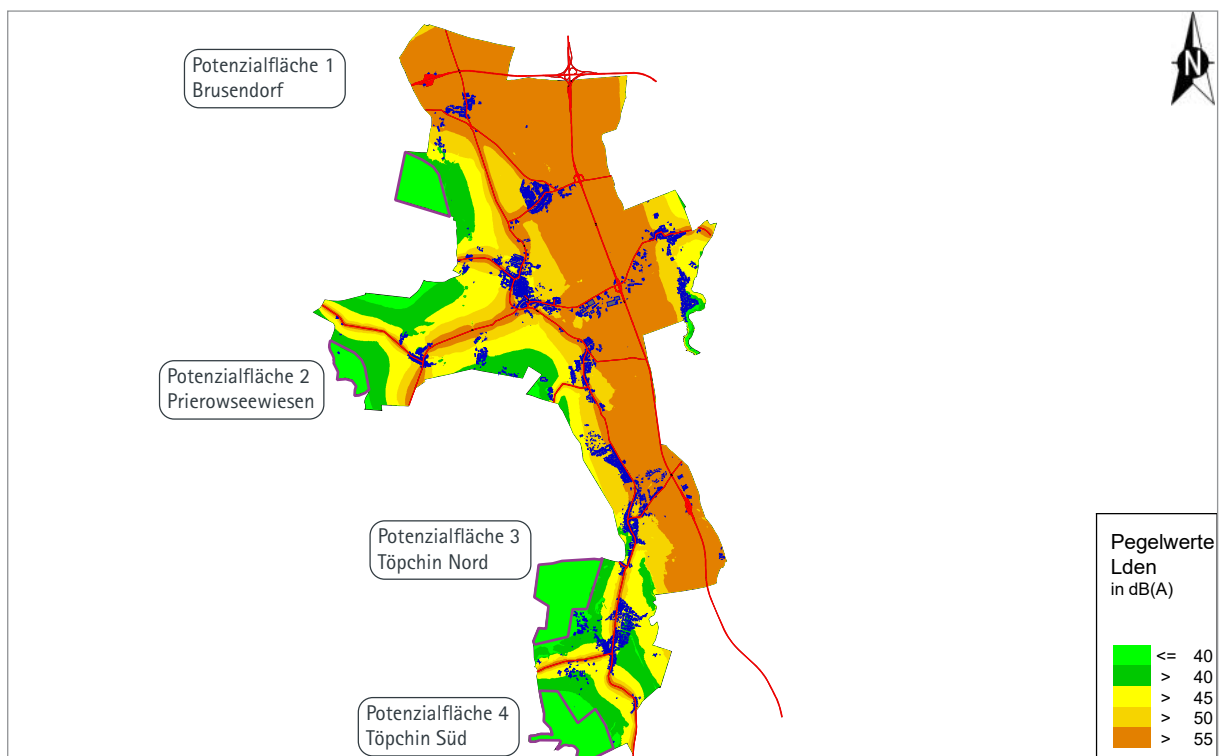 Potenzialfläche 1
Brusendorf
N
Potenzialfläche 2
Prierowseewiesen
Potenzialfläche 3
Töpchin Nord
Potenzialfläche 4
Töpchin Süd
Pegelwerte
Lden
in dB(A)
<= 40
> 40
> 45
> 50
> 55